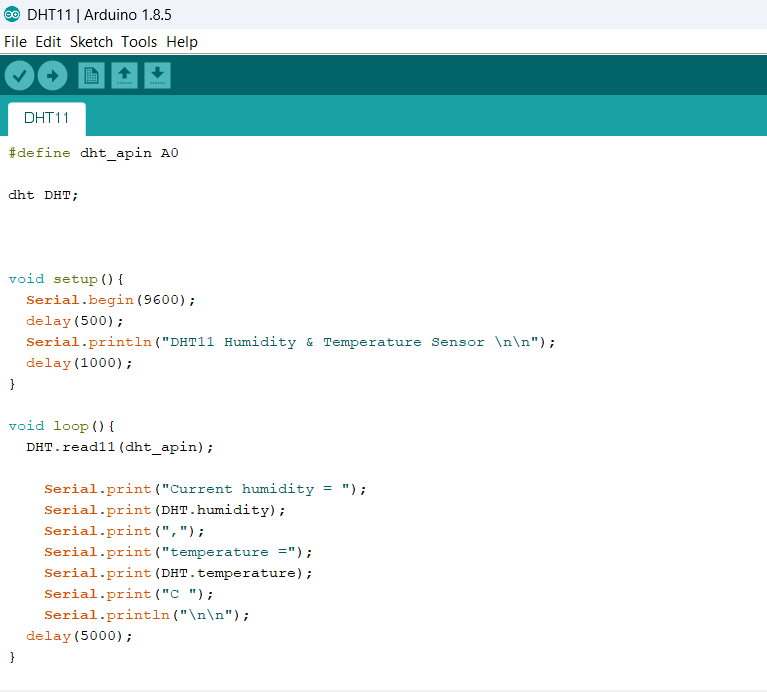 DHT11 | Arduino 1.8.5
File Edit Sketch Tools Help
DHT11
#define dht_apin A0
dht DHT;
void setup(){
  Serial.begin(9600);
  delay(500);
  Serial.println("DHT11 Humidity & Temperature Sensor \n\n");
  delay(1000);
}
void loop(){
  DHT.read11(dht_apin);
    Serial.print("Current humidity = ");
    Serial.print(DHT.humidity);
    Serial.print(",");
    Serial.print("temperature =");
    Serial.print(DHT.temperature);
    Serial.print("C ");
    Serial.println("\n\n");
  delay(5000);
}